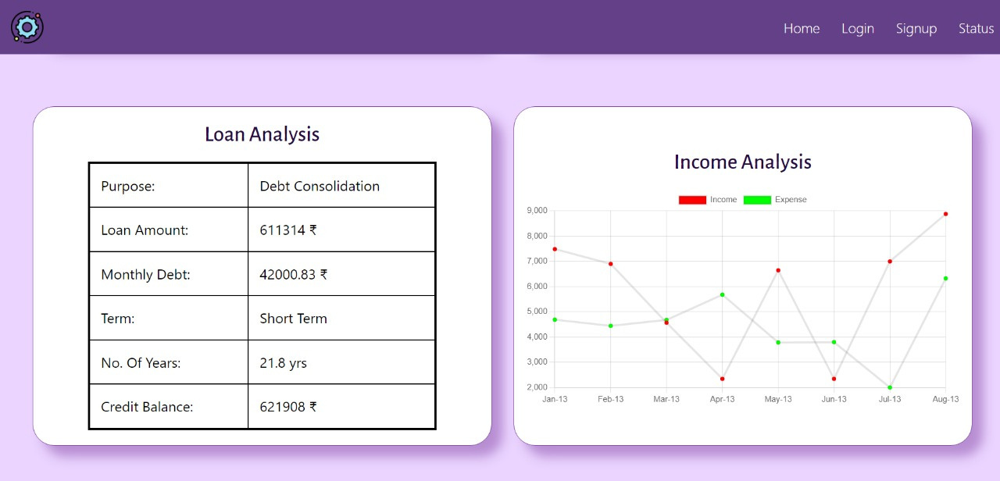 Home Login Signup Status
Loan Analysis
Purpose: Debt Consolidation
Loan Amount: 611314 ₹
Monthly Debt: 42000.83 ₹
Term: Short Term
No. Of Years: 21.8 yrs
Credit Balance: 621908 ₹
Income Analysis
Income Expense
9,000
8,000
7,000
6,000
5,000
4,000
3,000
2,000
Jan-13 Feb-13 Mar-13 Apr-13 May-13 Jun-13 Jul-13 Aug-13